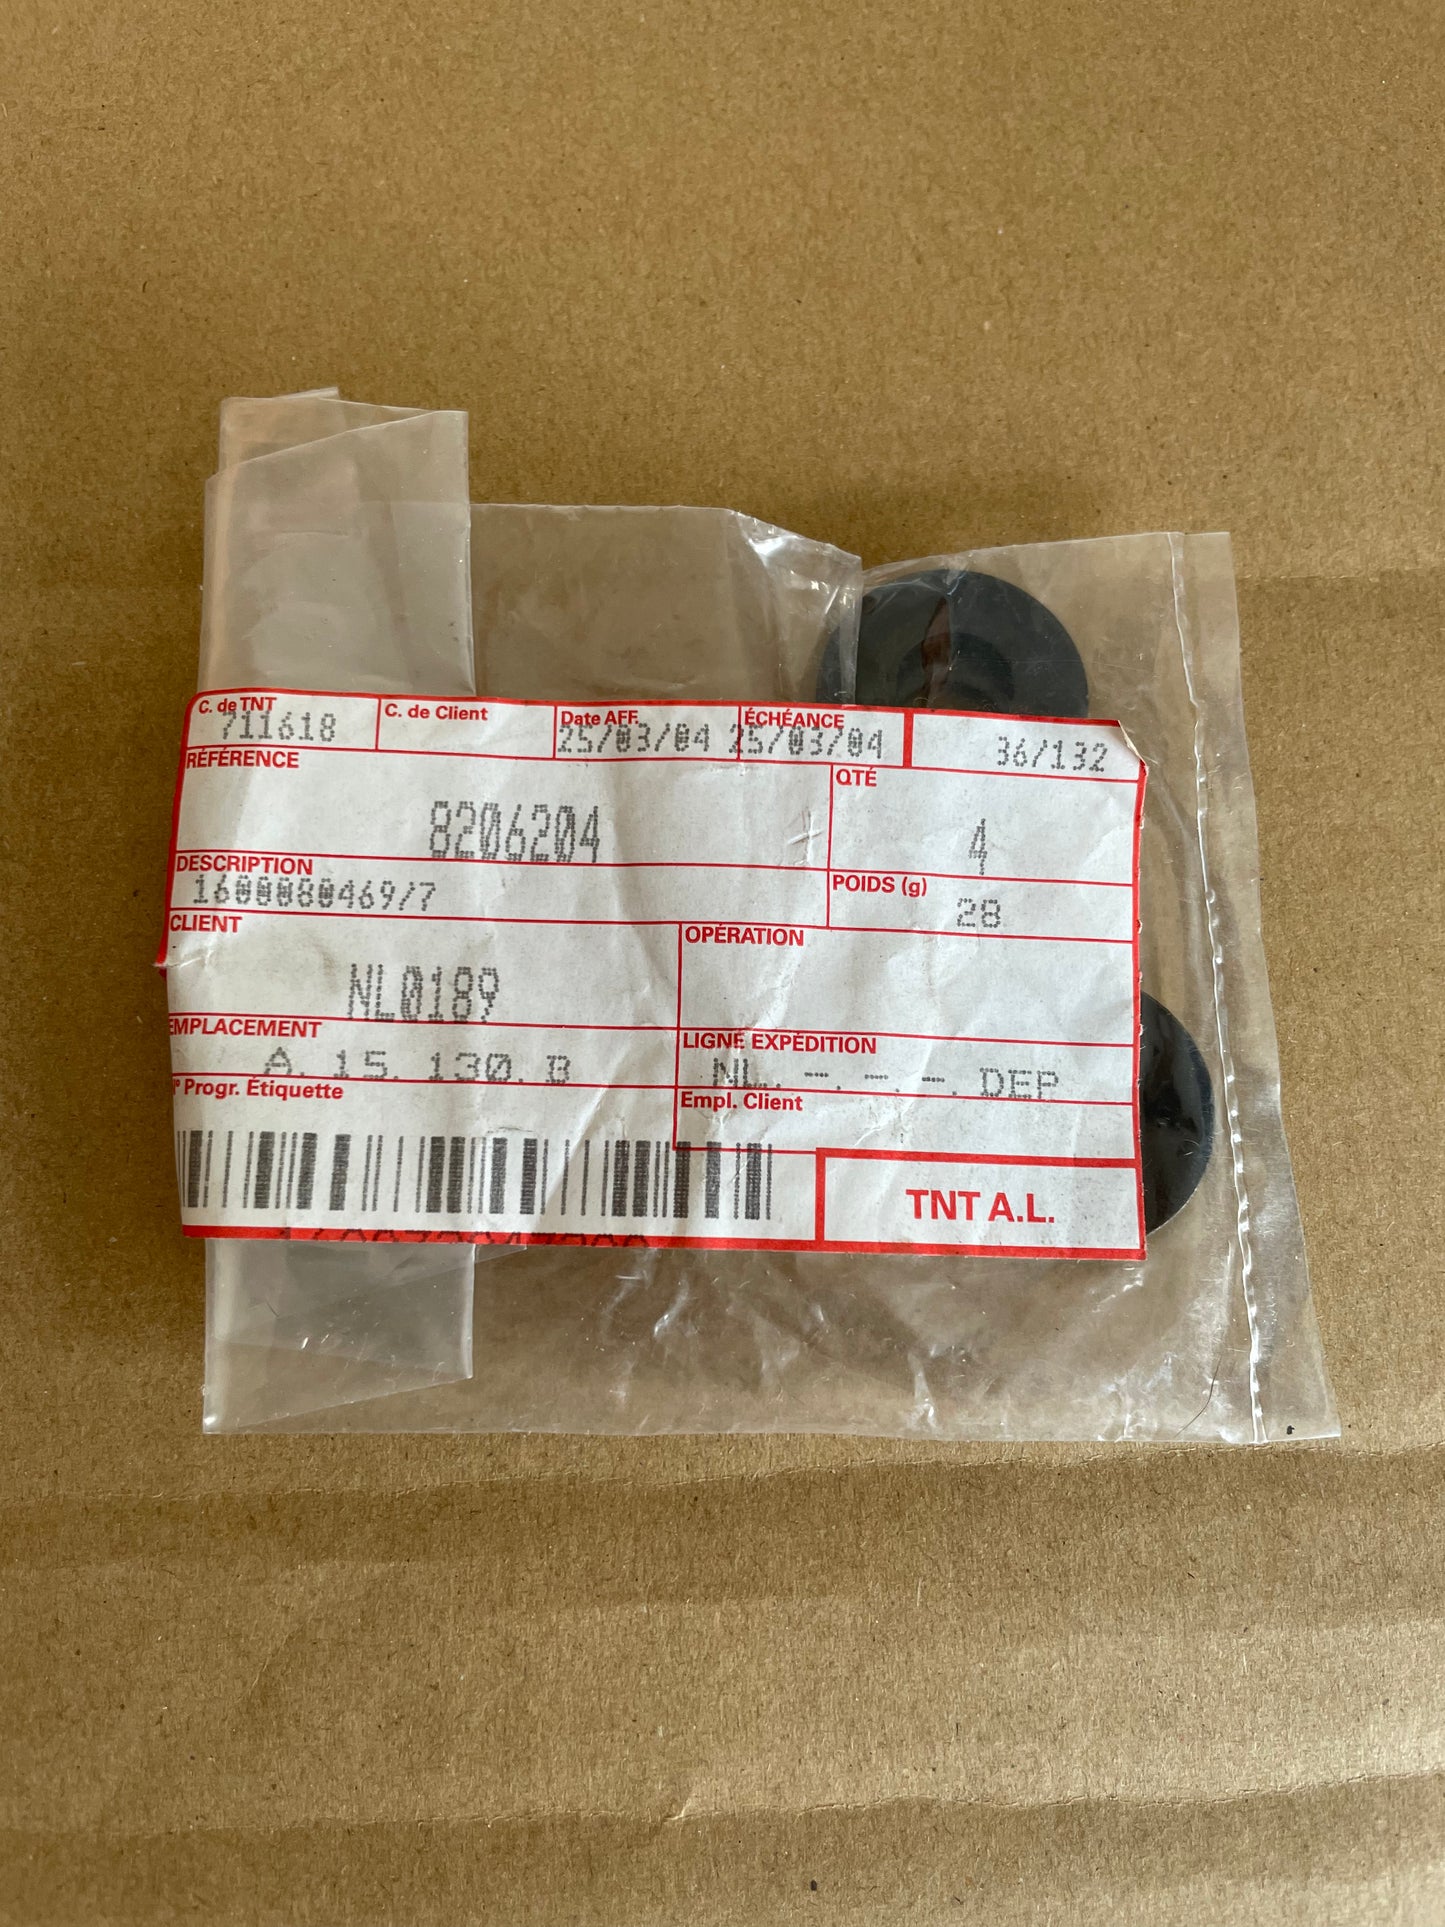 C. de TNT C. de Client Date AFF. ÉCHÉANCE
711618 25/03/04 25/03/04 36/132
RÉFÉRENCE QTÉ
8206204 4
DESCRIPTION POIDS (g)
1600080469/7 28
CLIENT OPÉRATION
NL0189
EMPLACEMENT LIGNE EXPÉDITION
A. 15. 130. B NL. -. -. -. DEP
Progr. Étiquette Empl. Client
TNT A.L.